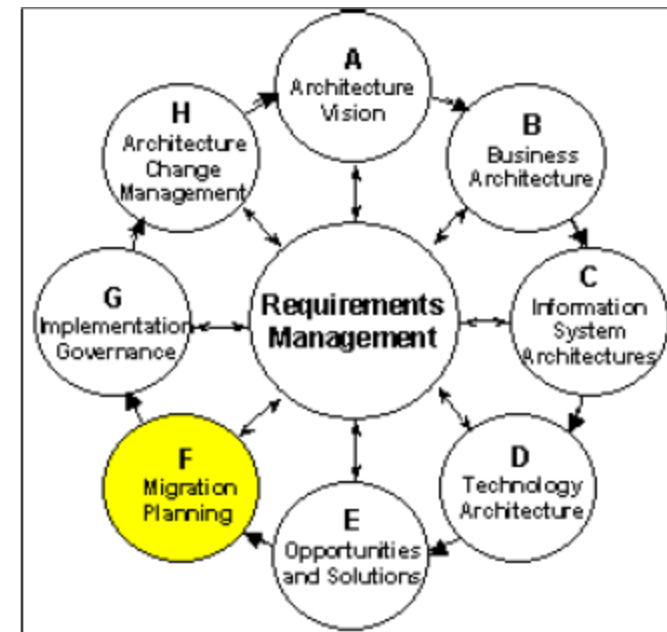 A
Architecture
Vision
B
Business
Architecture
C
Information
System
Architectures
D
Technology
Architecture
E
Opportunities
and Solutions
F
Migration
Planning
G
Implementation
Governance
H
Architecture
Change
Management
Requirements
Management